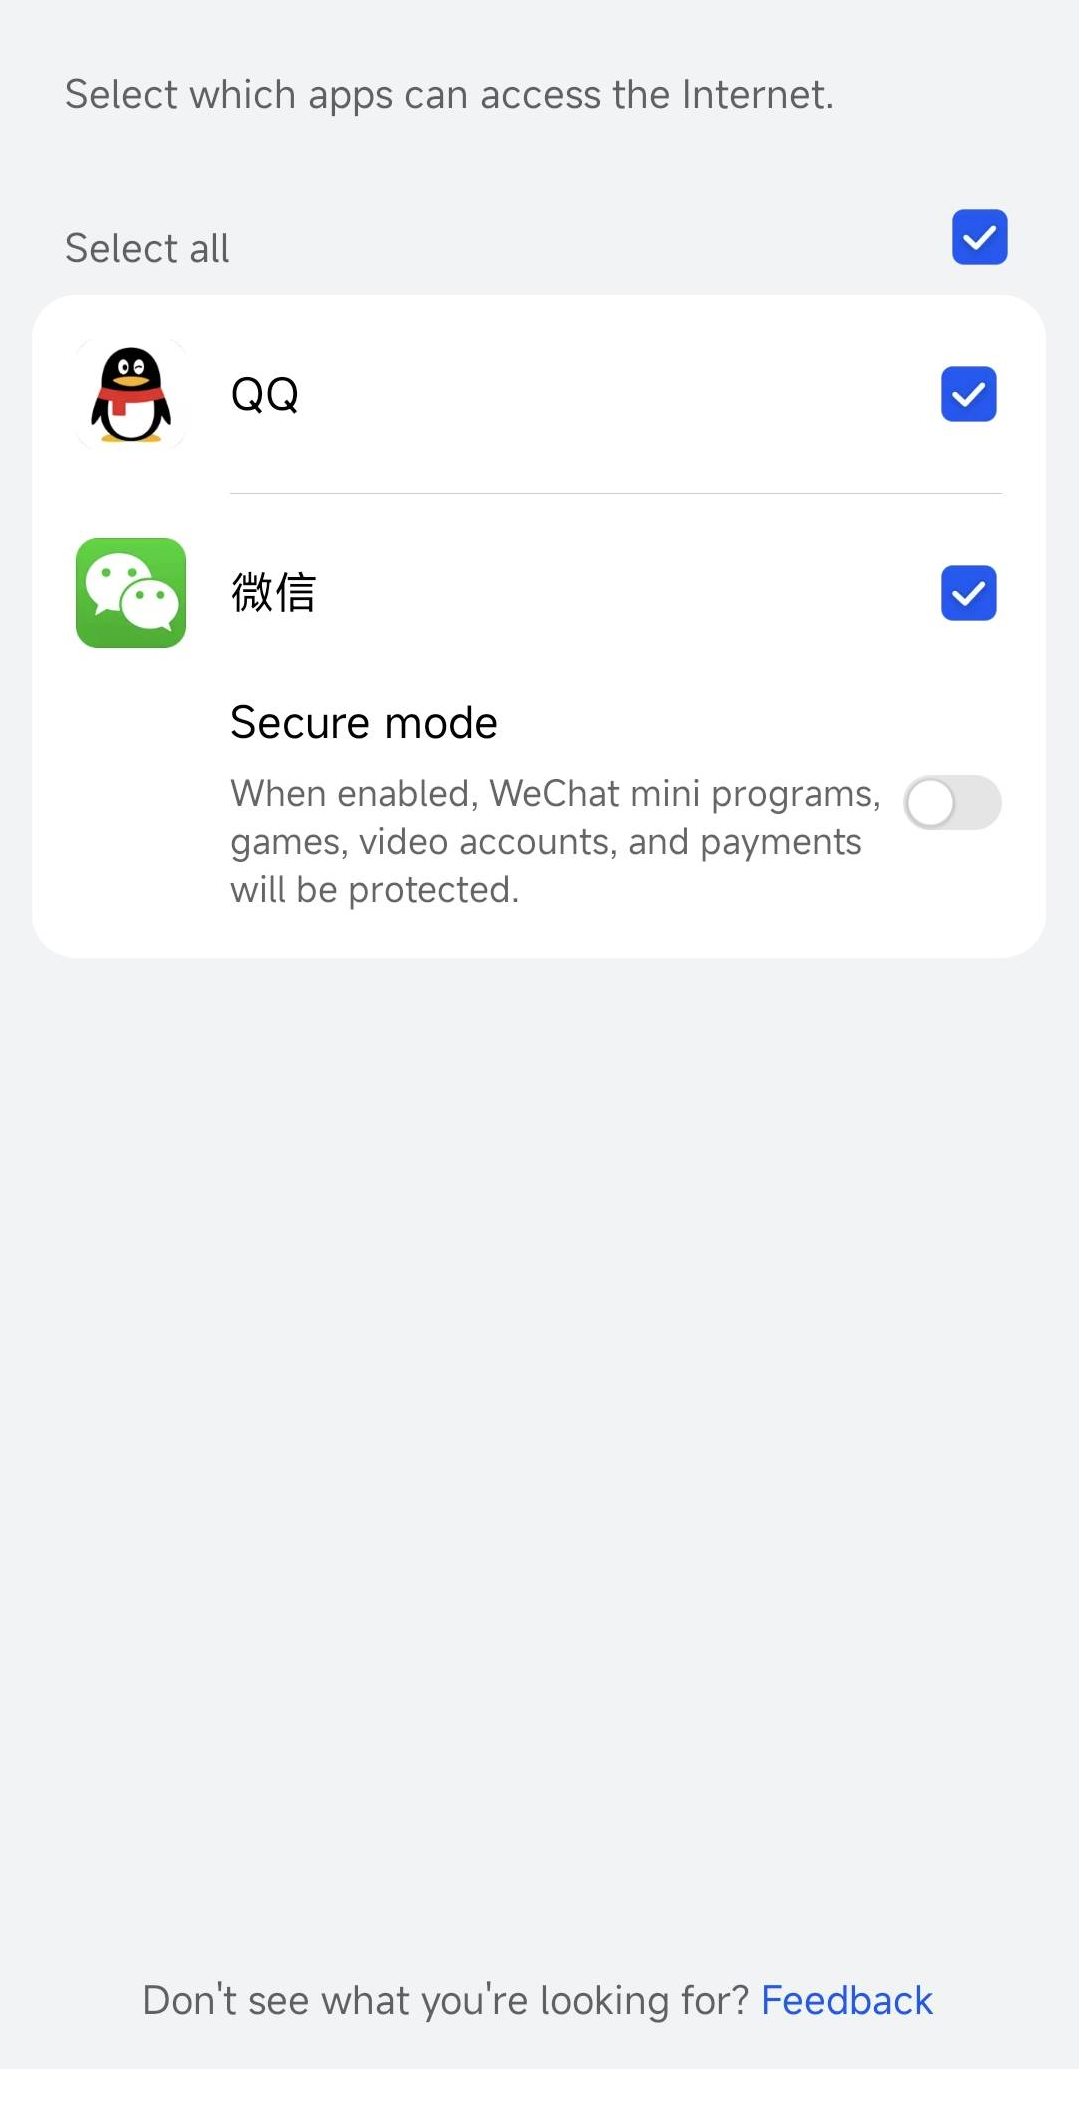 Select which apps can access the Internet.
Select all
QQ
微信
Secure mode
When enabled, WeChat mini programs,
games, video accounts, and payments
will be protected.
Don't see what you're looking for? Feedback